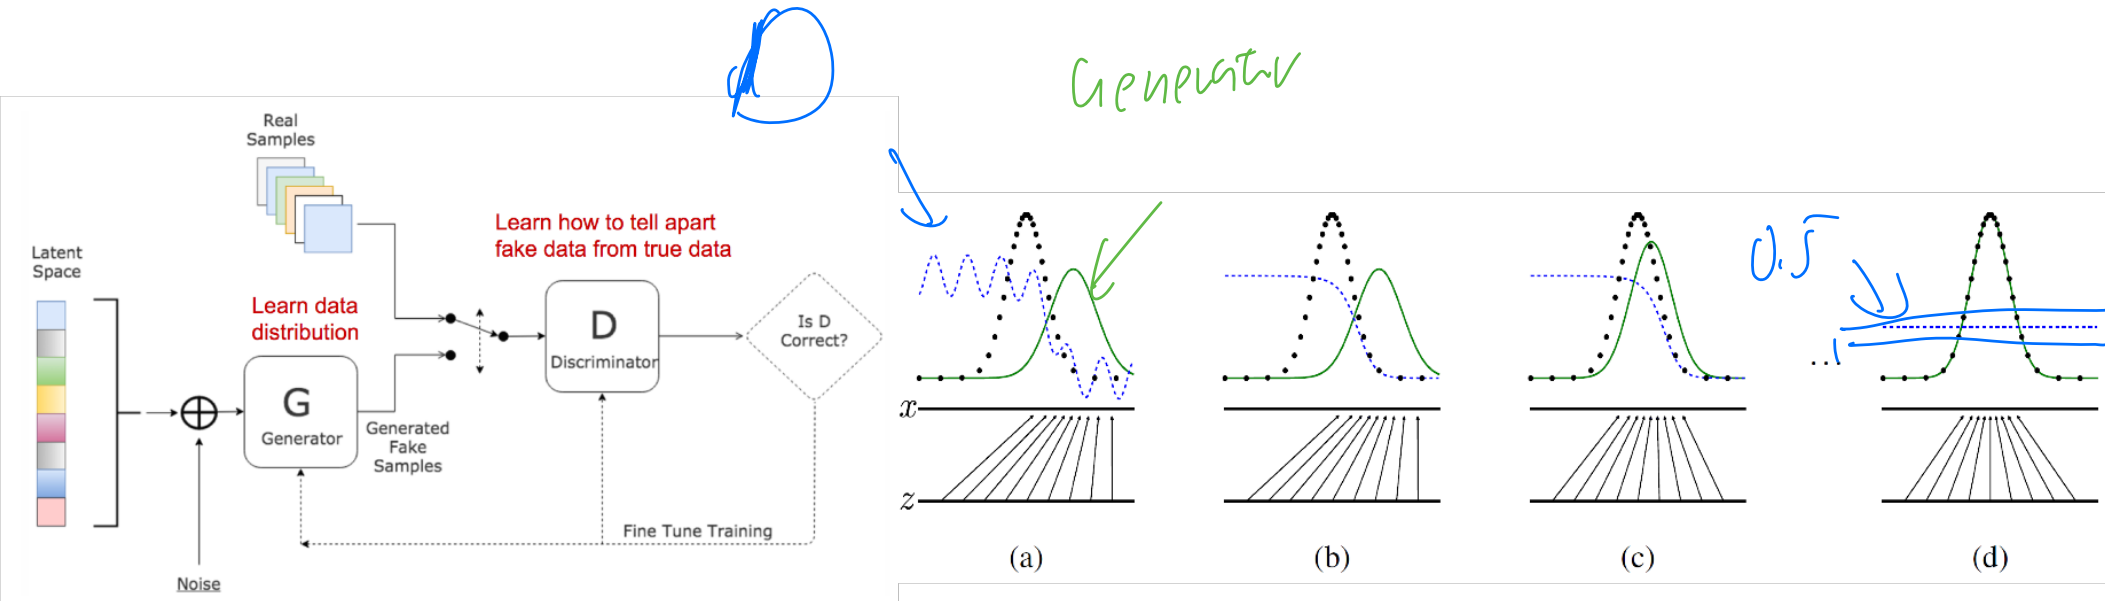 D
Generator
Real
Samples
Learn how to tell apart
fake data from true data
Latent
Space
Learn data
distribution
G
Generator
Generated
Fake
Samples
D
Discriminator
Is D
Correct?
Fine Tune Training
Noise
0.5
...
x
z
(a)
(b)
(c)
(d)